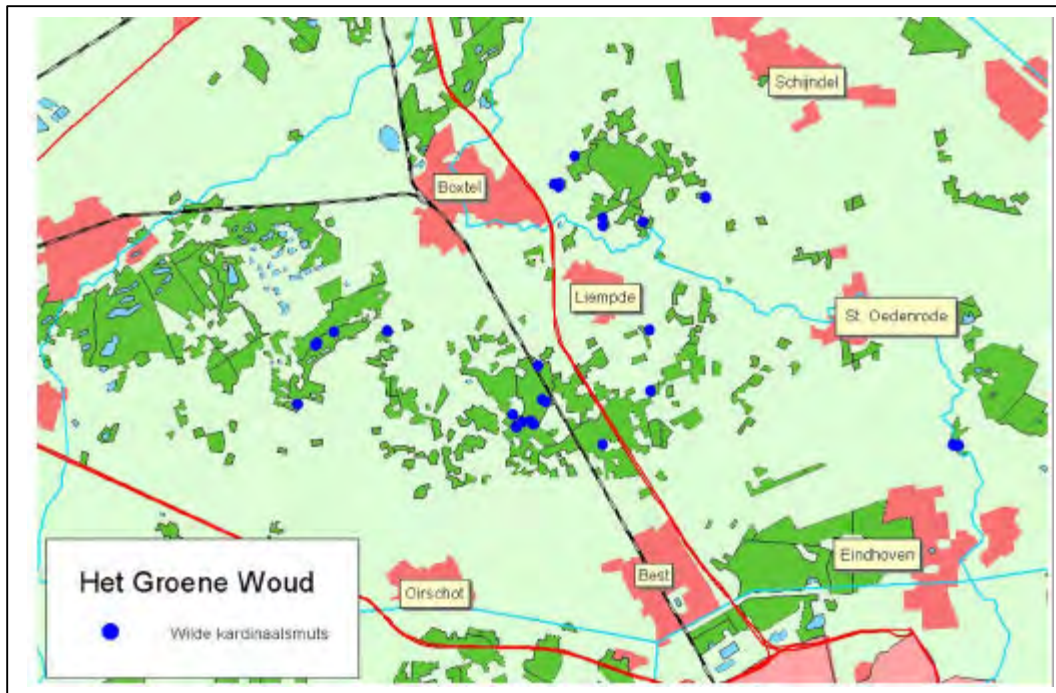 Schijndel
Boxtel
Liempde
St. Oedenrode
Eindhoven
Best
Oirschot
Het Groene Woud
Wilde kardinaalsmuts